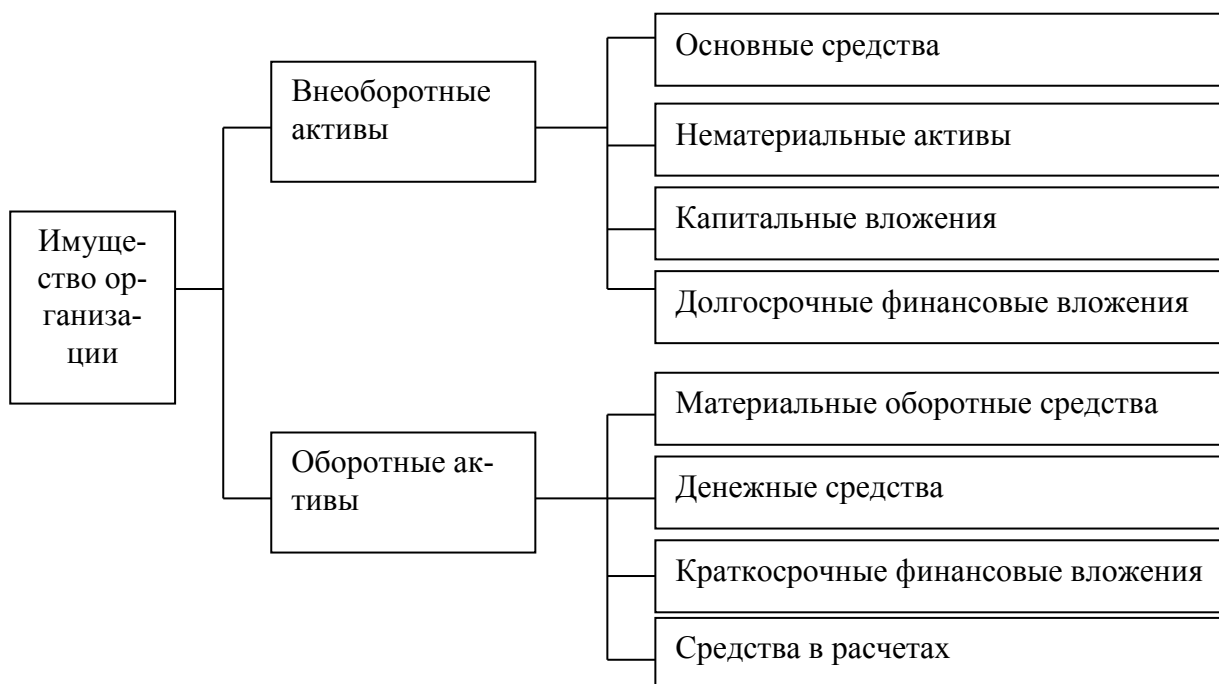 Имуще-
ство ор-
ганиза-
ции
Внеоборотные
активы
Основные средства
Нематериальные активы
Капитальные вложения
Долгосрочные финансовые вложения
Оборотные ак-
тивы
Материальные оборотные средства
Денежные средства
Краткосрочные финансовые вложения
Средства в расчетах